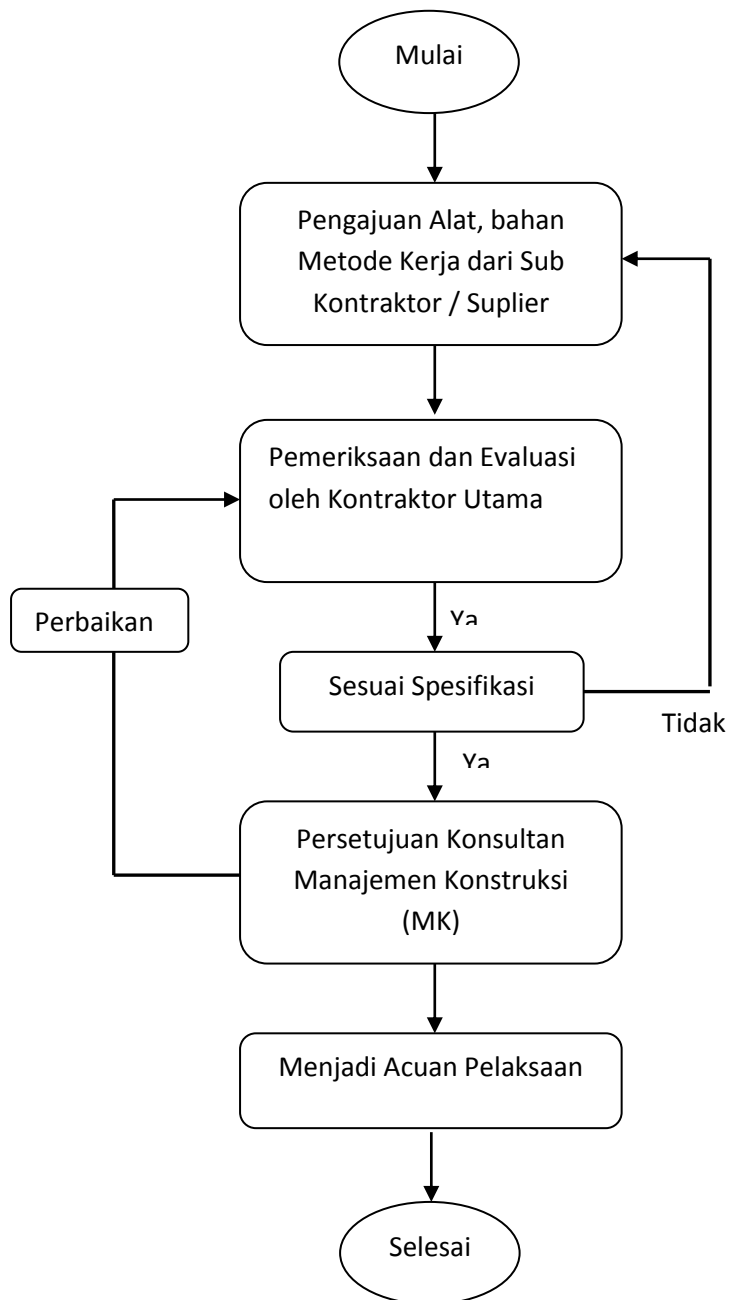 Mulai
Pengajuan Alat, bahan
Metode Kerja dari Sub
Kontraktor / Suplier
Pemeriksaan dan Evaluasi
oleh Kontraktor Utama
Perbaikan
Ya
Sesuai Spesifikasi
Tidak
Ya
Persetujuan Konsultan
Manajemen Konstruksi
(MK)
Menjadi Acuan Pelaksaan
Selesai